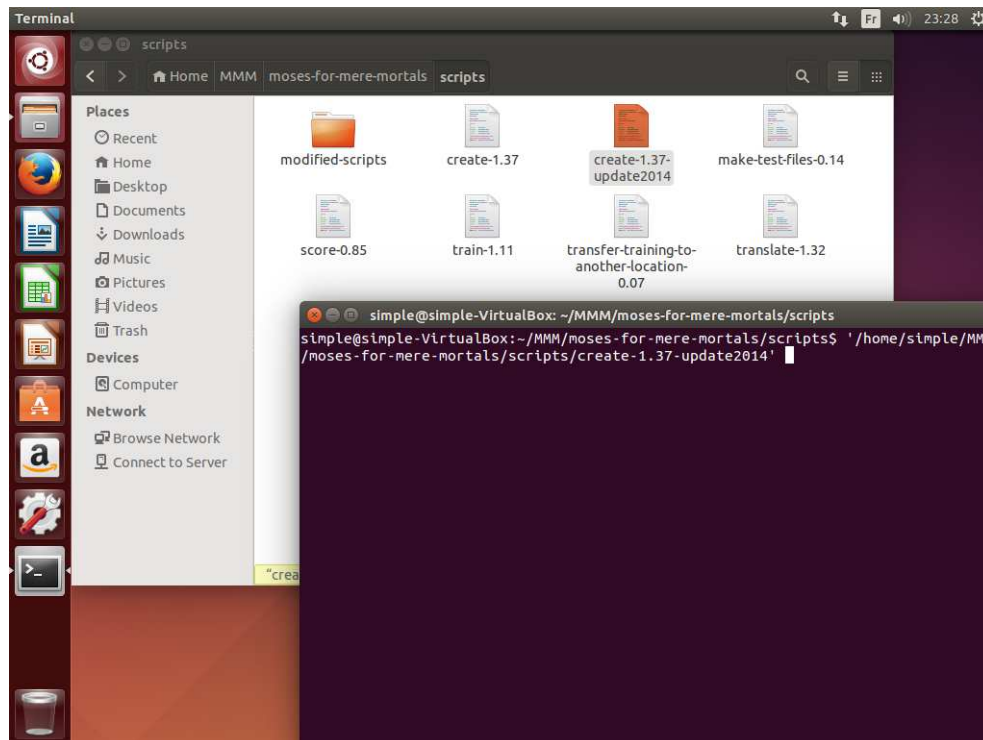 Terminal
Fr
23:28
scripts
Home MMM moses-for-mere-mortals scripts
Places
Recent
Home
Desktop
Documents
Downloads
Music
Pictures
Videos
Trash
Devices
Computer
Network
Browse Network
Connect to Server
modified-scripts
create-1.37
create-1.37-
update2014
make-test-files-0.14
score-0.85
train-1.11
transfer-training-to-
another-location-
0.07
translate-1.32
"crea
simple@simple-VirtualBox: ~/MMM/moses-for-mere-mortals/scripts
simple@simple-VirtualBox:~/MMM/moses-for-mere-mortals/scripts$ '/home/simple/MM
/moses-for-mere-mortals/scripts/create-1.37-update2014'